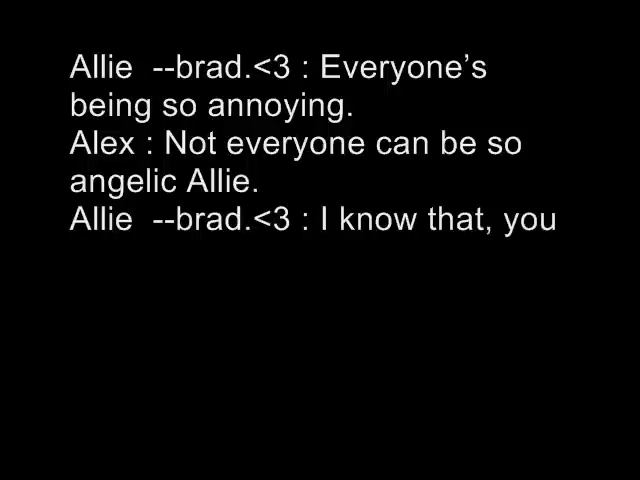 Allie  --brad.<3 : Everyone’s
being so annoying.
Alex : Not everyone can be so
angelic Allie.
Allie  --brad.<3 : I know that, you